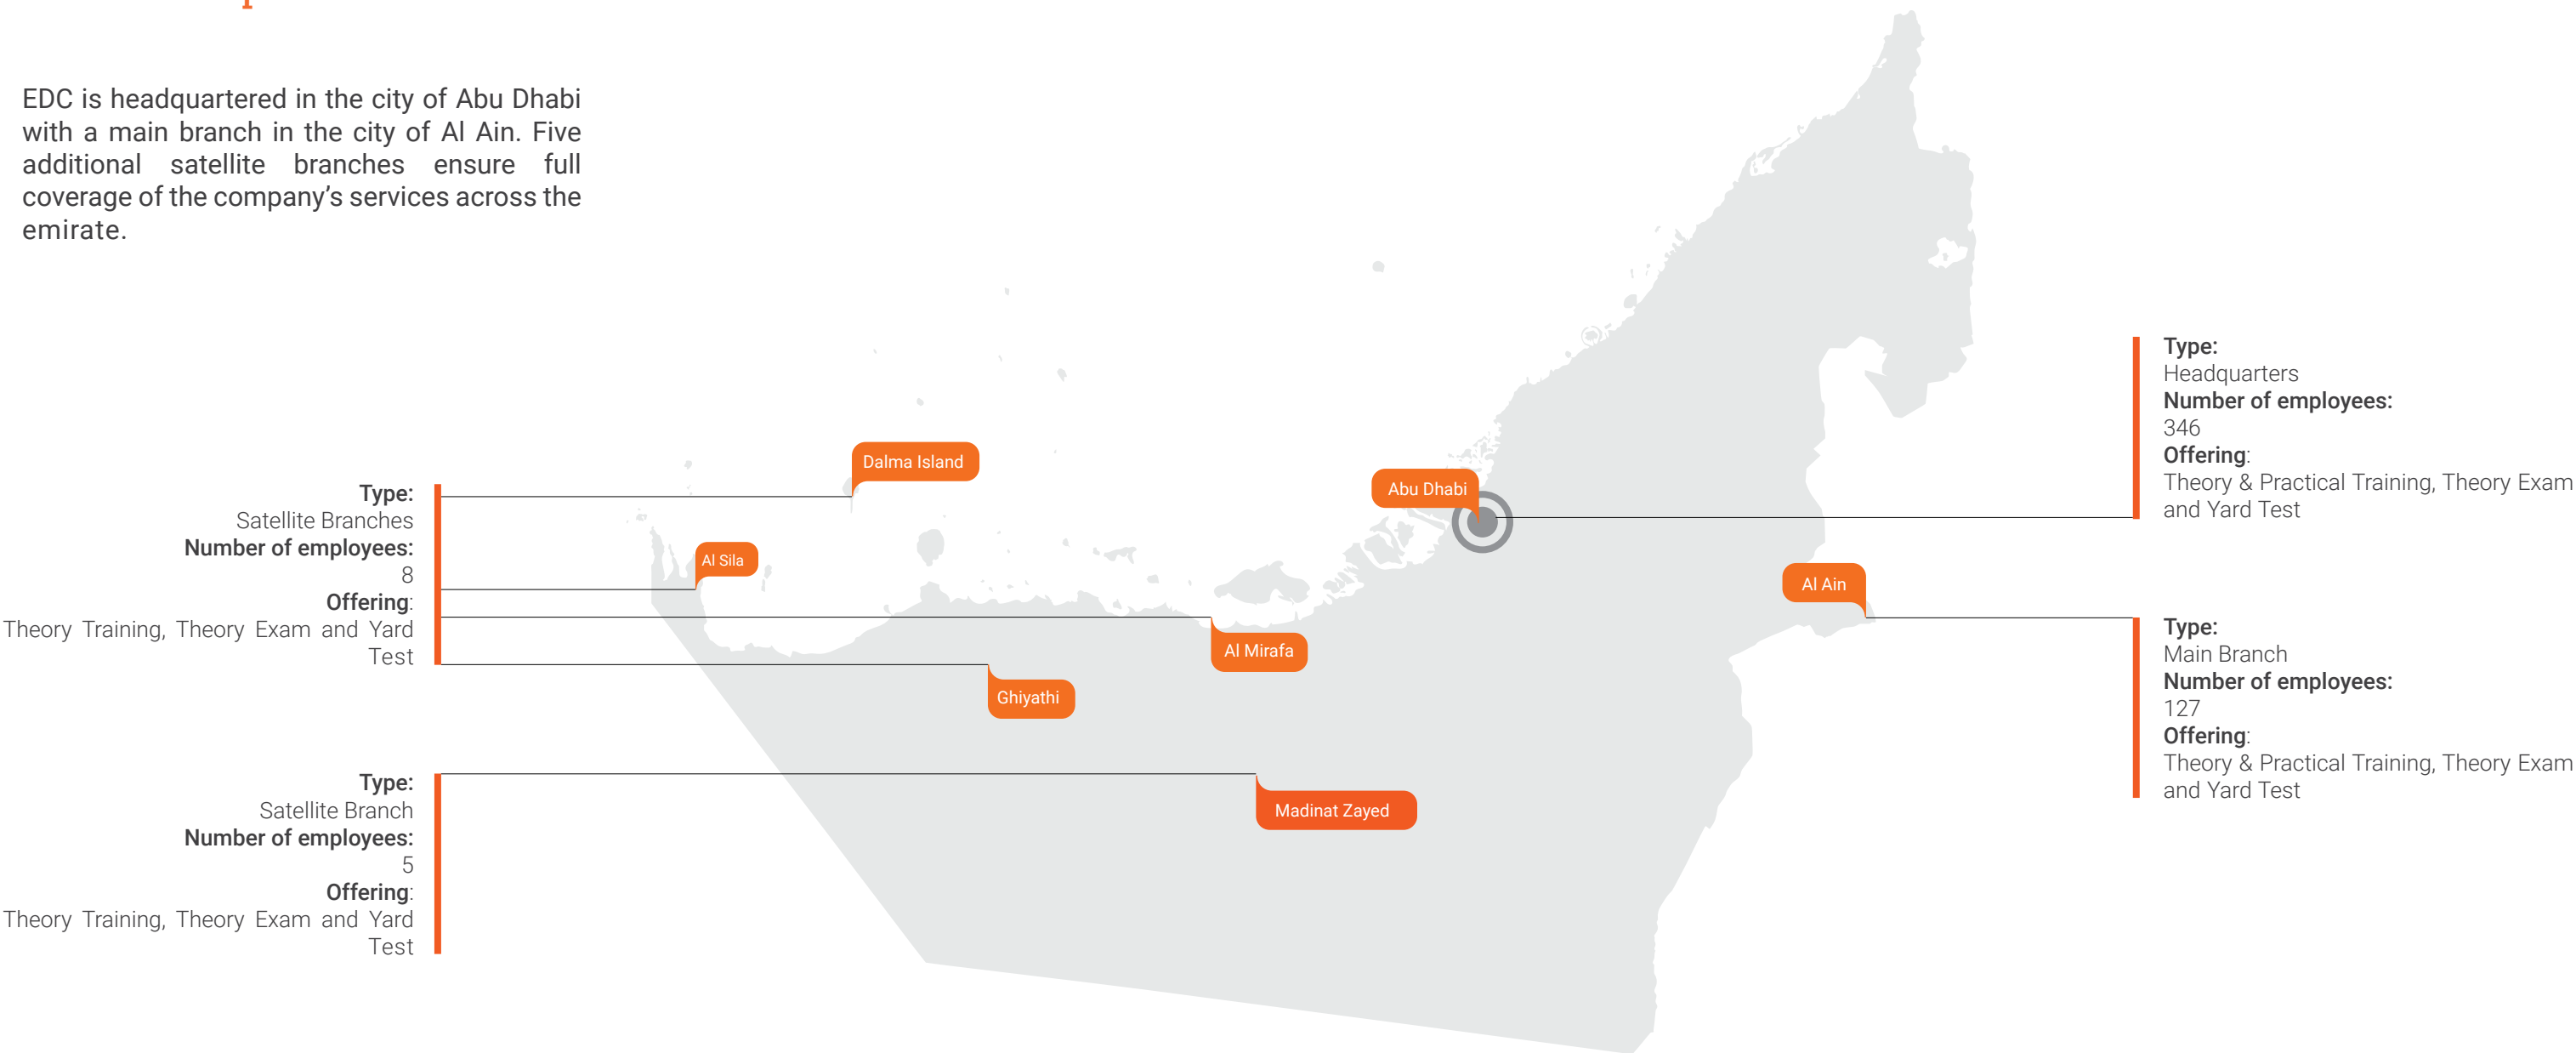 EDC is headquartered in the city of Abu Dhabi
with a main branch in the city of Al Ain. Five
additional satellite branches ensure full
coverage of the company’s services across the
emirate.
Dalma Island
Al Sila
Al Mirafa
Ghiyathi
Madinat Zayed
Abu Dhabi
Al Ain
Type:
Satellite Branches
Number of employees:
8
Offering:
Theory Training, Theory Exam and Yard
Test
Type:
Satellite Branch
Number of employees:
5
Offering:
Theory Training, Theory Exam and Yard
Test
Type:
Headquarters
Number of employees:
346
Offering:
Theory & Practical Training, Theory Exam
and Yard Test
Type:
Main Branch
Number of employees:
127
Offering:
Theory & Practical Training, Theory Exam
and Yard Test